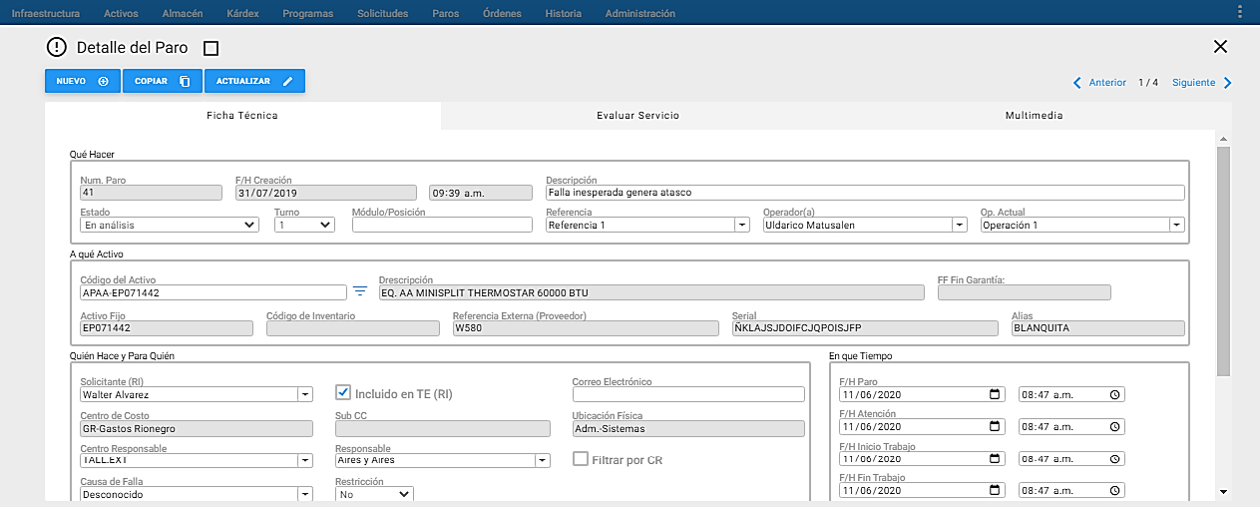 Infraestructura Activos Almacén Kárdex Programas Solicitudes Paros Órdenes Historia Administración
Detalle del Paro
NUEVO COPIAR ACTUALIZAR
Anterior 1 / 4 Siguiente
Ficha Técnica Evaluar Servicio Multimedia
Qué Hacer
Num. Paro F/H Creación Descripción
41 31/07/2019 09:39 a.m. Falla inesperada genera atasco
Estado Turno Módulo/Posición Referencia Operador(a) Op. Actual
En análisis 1 Referencia 1 Uldarico Matusalen Operación 1
A qué Activo
Código del Activo Drescripción FF Fin Garantía:
APAA-EP071442 EQ. AA MINISPLIT THERMOSTAR 60000 BTU
Activo Fijo Código de Inventario Referencia Externa (Proveedor) Serial Alias
EP071442 W580 ÑKLAJSJDOIFCJQPOISJFP BLANQUITA
Quién Hace y Para Quién En que Tiempo
Solicitante (RI) Correo Electrónico F/H Paro
Walter Alvarez Incluido en TE (RI) 11/06/2020 08:47 a.m.
Centro de Costo Sub CC Ubicación Física F/H Atención
GR-Gastos Rionegro Adm.-Sistemas 11/06/2020 08:47 a.m.
Centro Responsable Responsable F/H Inicio Trabajo
TALL.EXT Aires y Aires Filtrar por CR 11/06/2020 08:47 a.m.
Causa de Falla Restricción F/H Fin Trabajo
Desconocido No 11/06/2020 08:47 a.m.